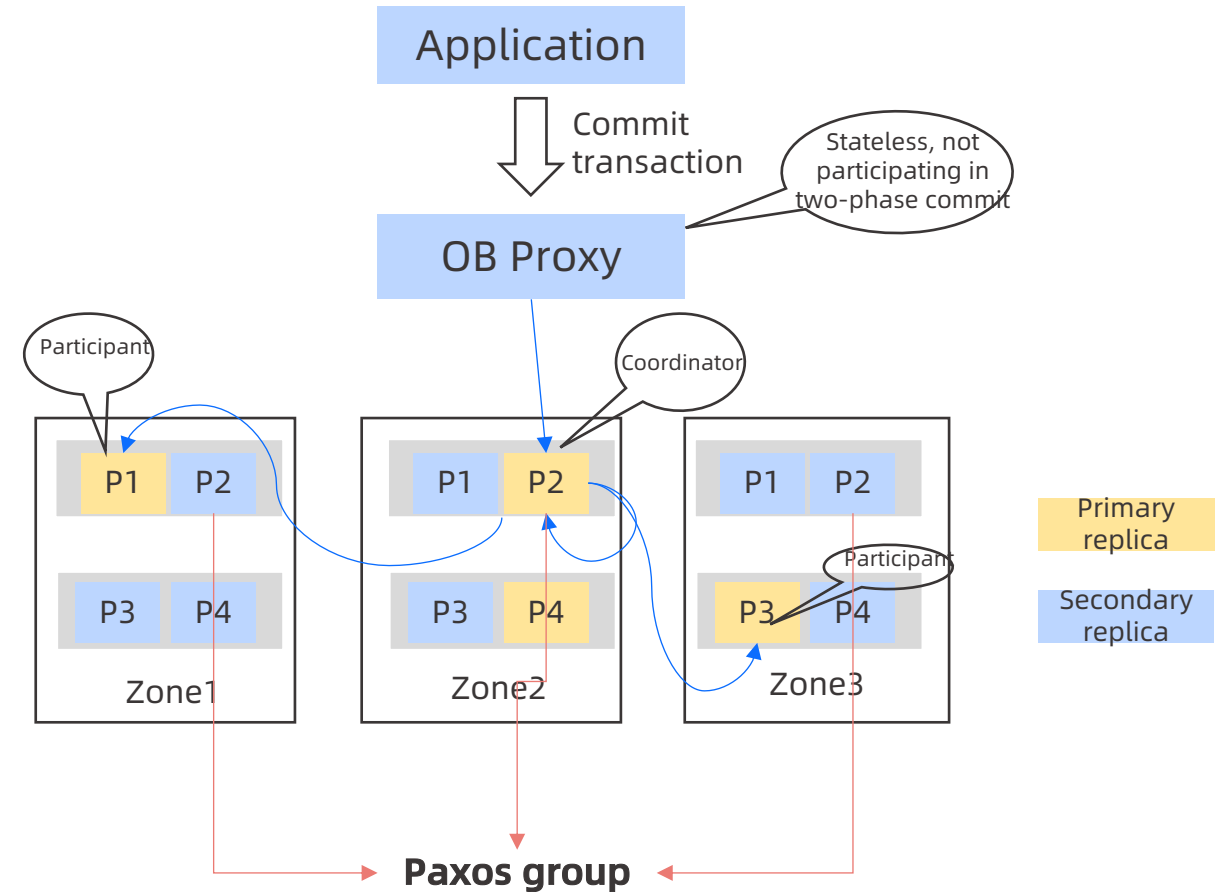 Application
Commit
transaction
Stateless, not
participating in
two-phase commit
OB Proxy
Participant
Coordinator
P1 P2
P1 P2
P1 P2
Primary
replica
Participant
P3 P4
P3 P4
P3 P4
Secondary
replica
Zone1
Zone2
Zone3
Paxos group